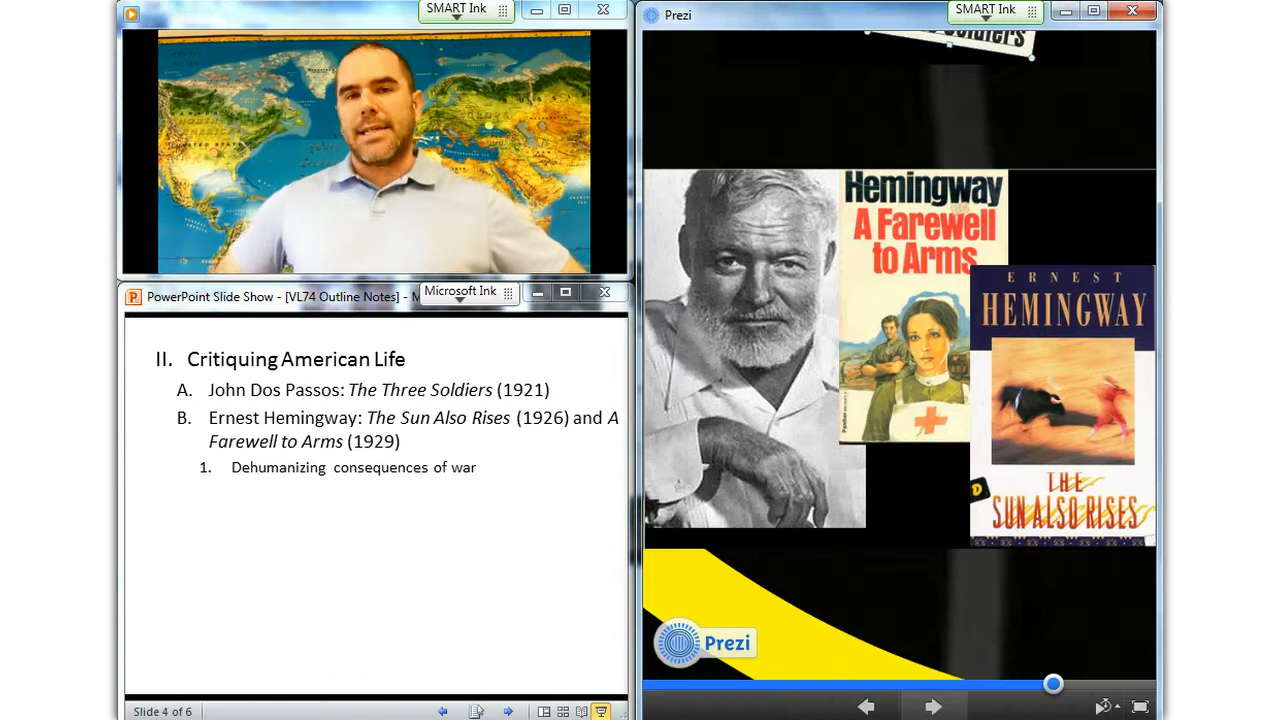 SMART Ink
Prezi
SMART Ink
Soldiers
Hemingway
A Farewell
to Arms
ERNEST
HEMINGWAY
THE
SUN ALSO RISES
PowerPoint Slide Show - [VL74 Outline Notes] - M
Microsoft Ink
II. Critiquing American Life
A. John Dos Passos: The Three Soldiers (1921)
B. Ernest Hemingway: The Sun Also Rises (1926) and A
Farewell to Arms (1929)
1. Dehumanizing consequences of war
Prezi
Slide 4 of 6